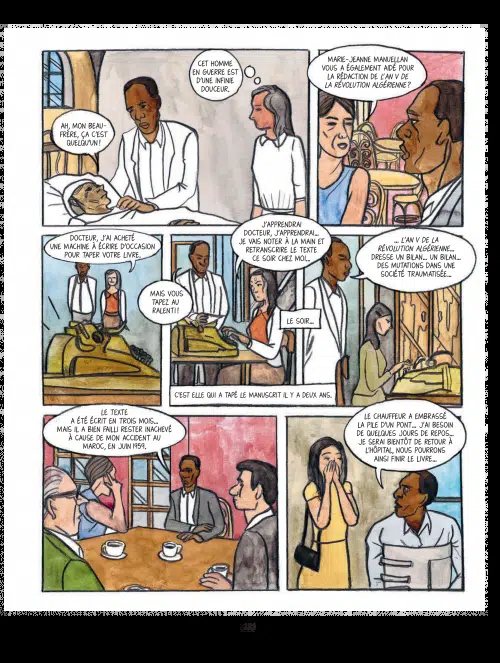 CET HOMME
EN GUERRE EST
D'UNE INFINIE
DOUCEUR.
AH, MON BEAU-
FRÈRE, ÇA C'EST
QUELQU'UN !
MARIE-JEANNE MANUELLAN
VOUS A ÉGALEMENT AIDÉ POUR
LA RÉDACTION DE L'AN V DE
LA RÉVOLUTION ALGÉRIENNE ?
DOCTEUR, J'AI ACHETÉ
UNE MACHINE À ÉCRIRE D'OCCASION
POUR TAPER VOTRE LIVRE.
MAIS VOUS
TAPEZ AU
RALENTI !
J'APPRENDRAI
DOCTEUR, J'APPRENDRAI...
JE VAIS NOTER À LA MAIN ET
RETRANSCRIRE LE TEXTE
CE SOIR CHEZ MOI...
LE SOIR...
C'EST ELLE QUI A TAPÉ LE MANUSCRIT IL Y A DEUX ANS.
... L'AN V DE LA
RÉVOLUTION ALGÉRIENNE...
DRESSE UN BILAN... UN BILAN...
DES MUTATIONS DANS UNE
SOCIÉTÉ TRAUMATISÉE...
LE TEXTE
A ÉTÉ ÉCRIT EN TROIS MOIS...
MAIS IL A BIEN FAILLI RESTER INACHEVÉ
À CAUSE DE MON ACCIDENT AU
MAROC, EN JUIN 1959.
LE CHAUFFEUR A EMBRASSÉ
LA PILE D'UN PONT... J'AI BESOIN
DE QUELQUES JOURS DE REPOS...
JE SERAI BIENTÔT DE RETOUR À
L'HÔPITAL, NOUS POURRONS
AINSI FINIR LE LIVRE...